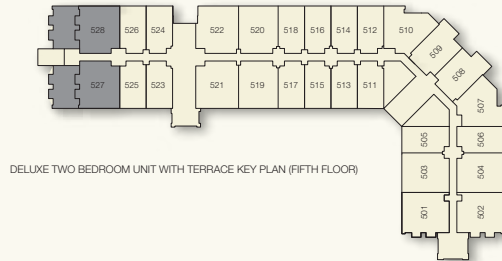 528 526 524 522 520 518 516 514 512 510
509
508
507
527 525 523 521 519 517 515 513 511
505 506
503 504
501 502
DELUXE TWO BEDROOM UNIT WITH TERRACE KEY PLAN (FIFTH FLOOR)